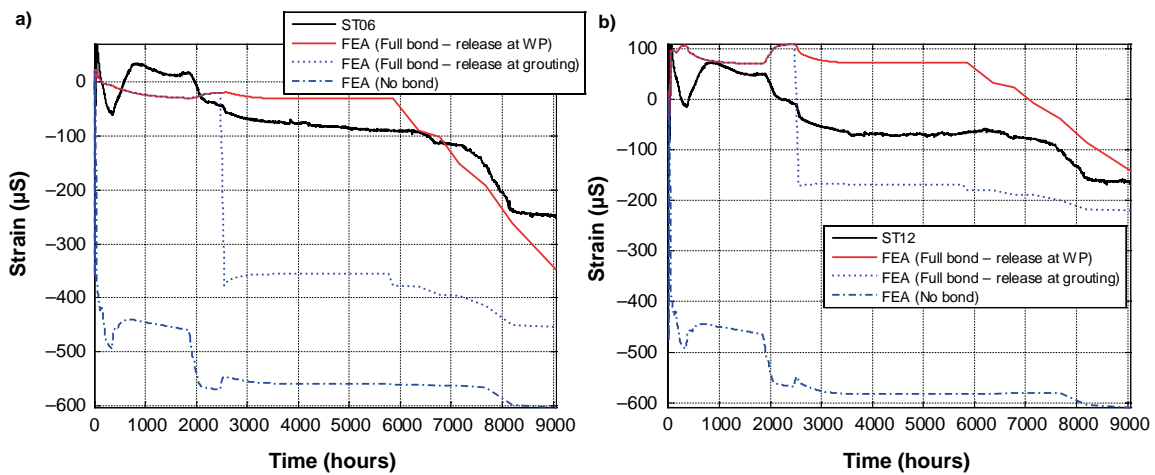 a)
ST06
FEA (Full bond – release at WP)
FEA (Full bond – release at grouting)
FEA (No bond)
0
–100
–200
–300
–400
–500
–600
Strain (µS)
0 1000 2000 3000 4000 5000 6000 7000 8000 9000
Time (hours)
b)
100
0
–100
–200
–300
–400
–500
–600
Strain (µS)
ST12
FEA (Full bond – release at WP)
FEA (Full bond – release at grouting)
FEA (No bond)
0 1000 2000 3000 4000 5000 6000 7000 8000 9000
Time (hours)